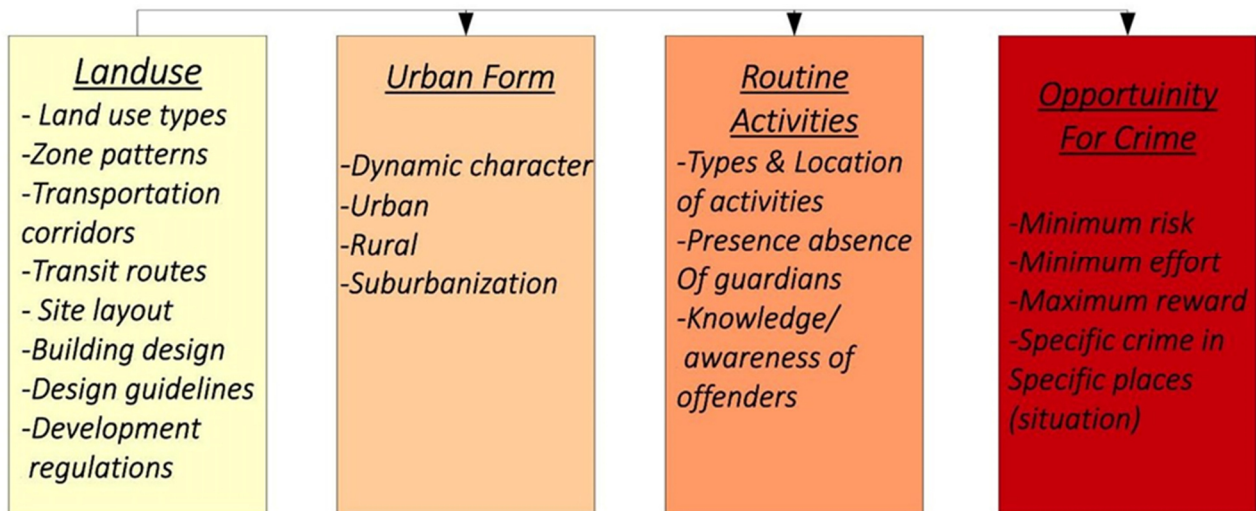 Landuse
- Land use types
-Zone patterns
-Transportation
corridors
-Transit routes
- Site layout
-Building design
-Design guidelines
-Development
regulations
Urban Form
-Dynamic character
-Urban
-Rural
-Suburbanization
Routine
Activities
-Types & Location
of activities
-Presence absence
Of guardians
-Knowledge/
awareness of
offenders
Opportuinity
For Crime
-Minimum risk
-Minimum effort
-Maximum reward
-Specific crime in
Specific places
(situation)